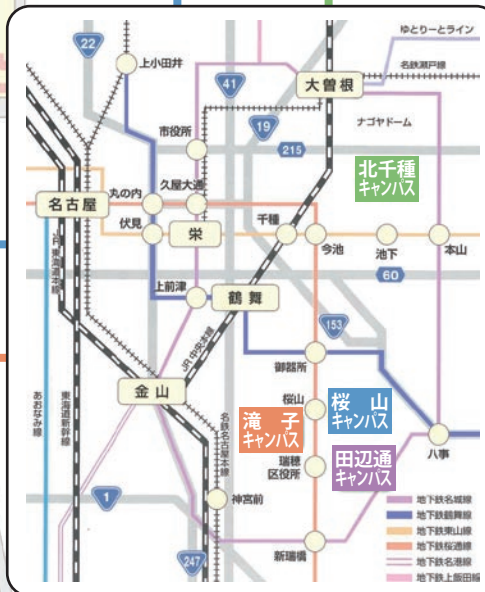 22
上小田井
41
ゆとりーとライン
大曽根
名鉄瀬戸線
19
ナゴヤドーム
市役所
215
北千種
キャンパス
名古屋
丸の内
久屋大通
伏見
栄
千種
今池
池下
本山
JR東海道本線
60
上前津
鶴舞
153
JR中央本線
御器所
金山
桜山
滝子
キャンパス
桜山
キャンパス
あおなみ線
東海道新幹線
名鉄名古屋本線
瑞穂
区役所
田辺通
キャンパス
八事
1
神宮前
247
新瑞橋
地下鉄名城線
地下鉄鶴舞線
地下鉄東山線
地下鉄桜通線
地下鉄名港線
地下鉄上飯田線